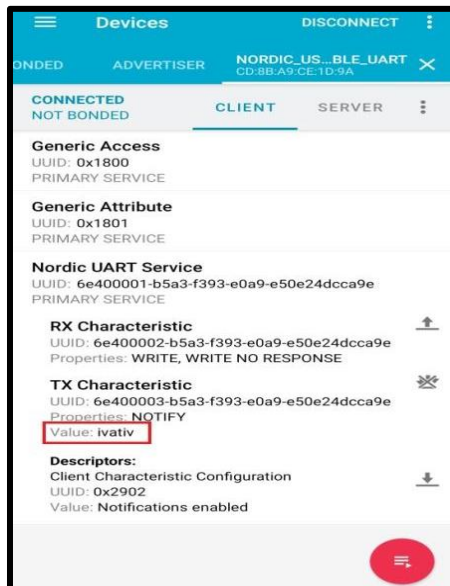 Devices
DISCONNECT
ONDED
ADVERTISER
NORDIC_US...BLE_UART
CD:8B:A9:CE:1D:9A
CONNECTED
NOT BONDED
CLIENT
SERVER
Generic Access
UUID: 0x1800
PRIMARY SERVICE
Generic Attribute
UUID: 0x1801
PRIMARY SERVICE
Nordic UART Service
UUID: 6e400001-b5a3-f393-e0a9-e50e24dcca9e
PRIMARY SERVICE
RX Characteristic
UUID: 6e400002-b5a3-f393-e0a9-e50e24dcca9e
Properties: WRITE, WRITE NO RESPONSE
TX Characteristic
UUID: 6e400003-b5a3-f393-e0a9-e50e24dcca9e
Properties: NOTIFY
Value: ivativ
Descriptors:
Client Characteristic Configuration
UUID: 0x2902
Value: Notifications enabled